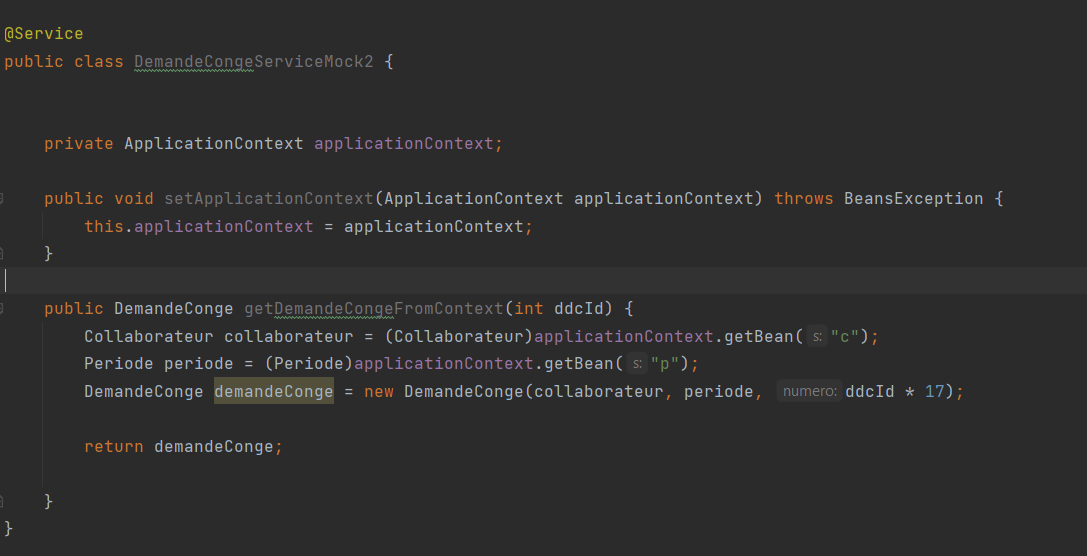 @Service
public class DemandeCongeServiceMock2 {
private ApplicationContext applicationContext;
public void setApplicationContext(ApplicationContext applicationContext) throws BeansException {
this.applicationContext = applicationContext;
}
public DemandeConge getDemandeCongeFromContext(int ddcId) {
Collaborateur collaborateur = (Collaborateur)applicationContext.getBean( s: "c");
Periode periode = (Periode)applicationContext.getBean( s: "p");
DemandeConge demandeConge = new DemandeConge(collaborateur, periode, numero: ddcId * 17);
return demandeConge;
}
}